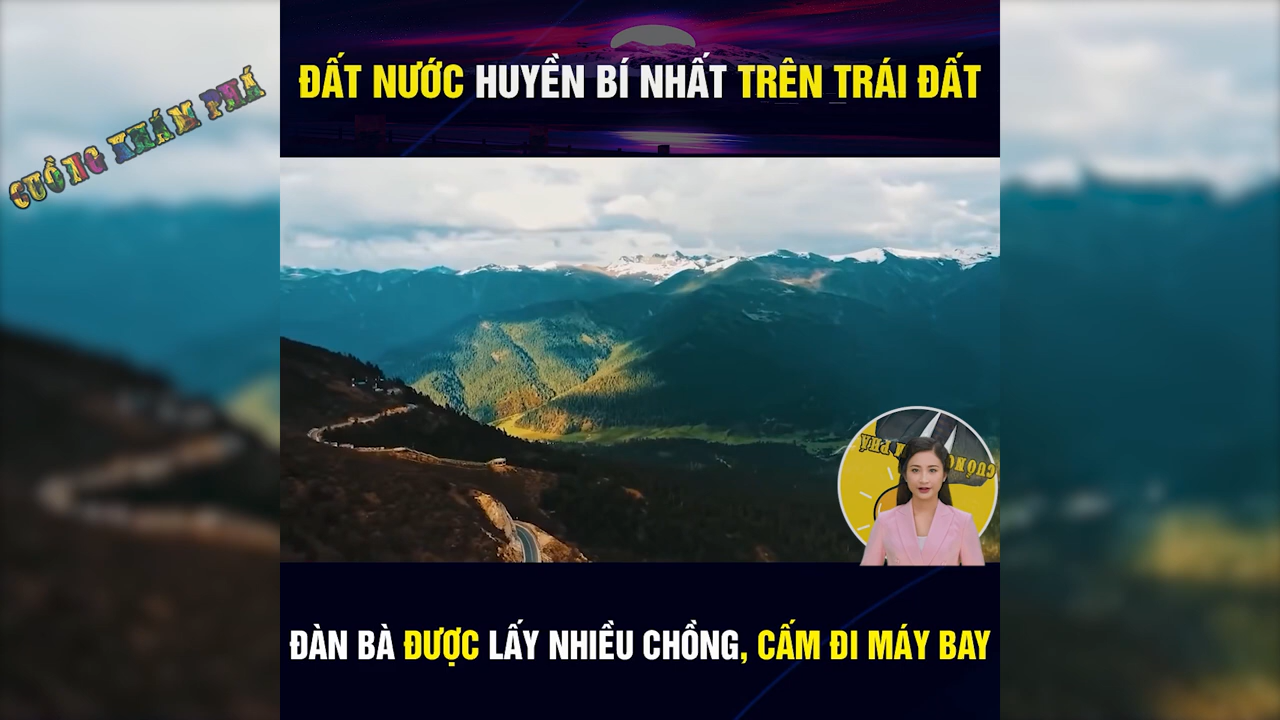 ĐẤT NƯỚC HUYỀN BÍ NHẤT TRÊN TRÁI ĐẤT
CUỒNG KHÁM PHÁ
ĐÀN BÀ ĐƯỢC LẤY NHIỀU CHỒNG, CẤM ĐI MÁY BAY